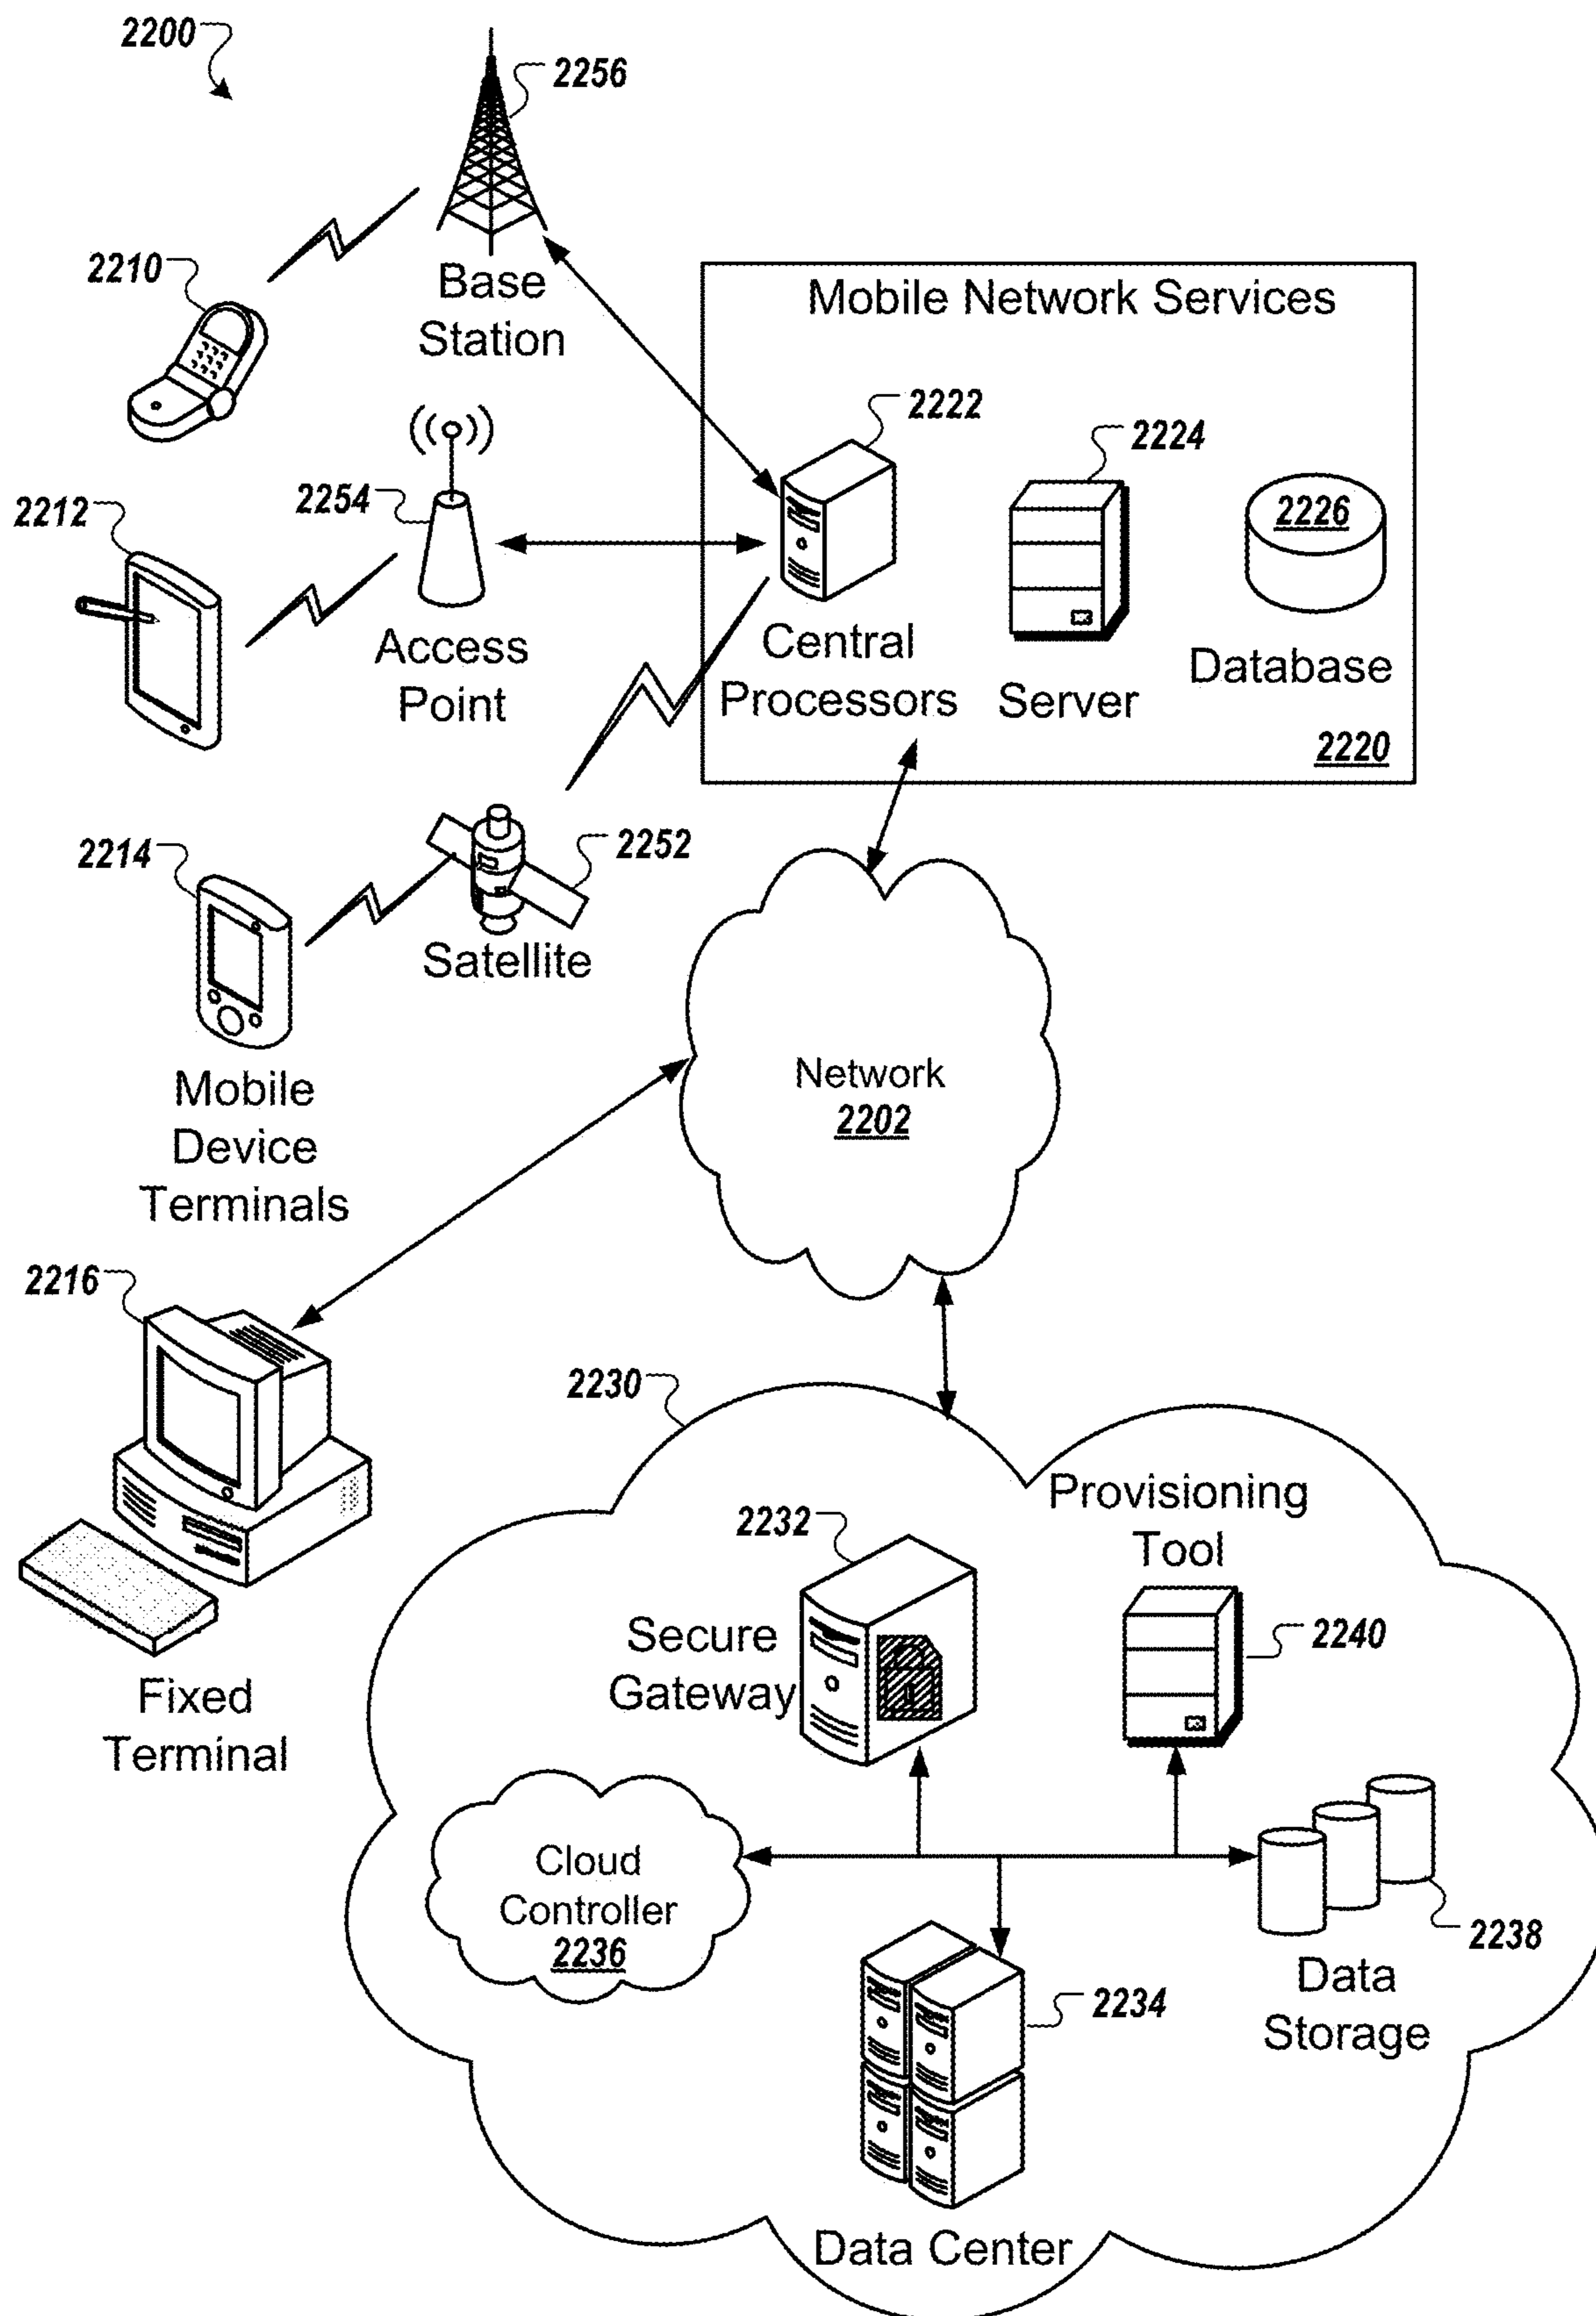 2200
2256
2210
Base
Station
Mobile Network Services
2222
2224
2226
2212
2254
Access
Point
Central
Processors
Server
Database
2220
2214
2252
Satellite
Mobile
Device
Terminals
Network
2202
2216
Fixed
Terminal
2230
Provisioning
Tool
2232
Secure
Gateway
2240
Cloud
Controller
2236
2238
Data
Storage
2234
Data Center